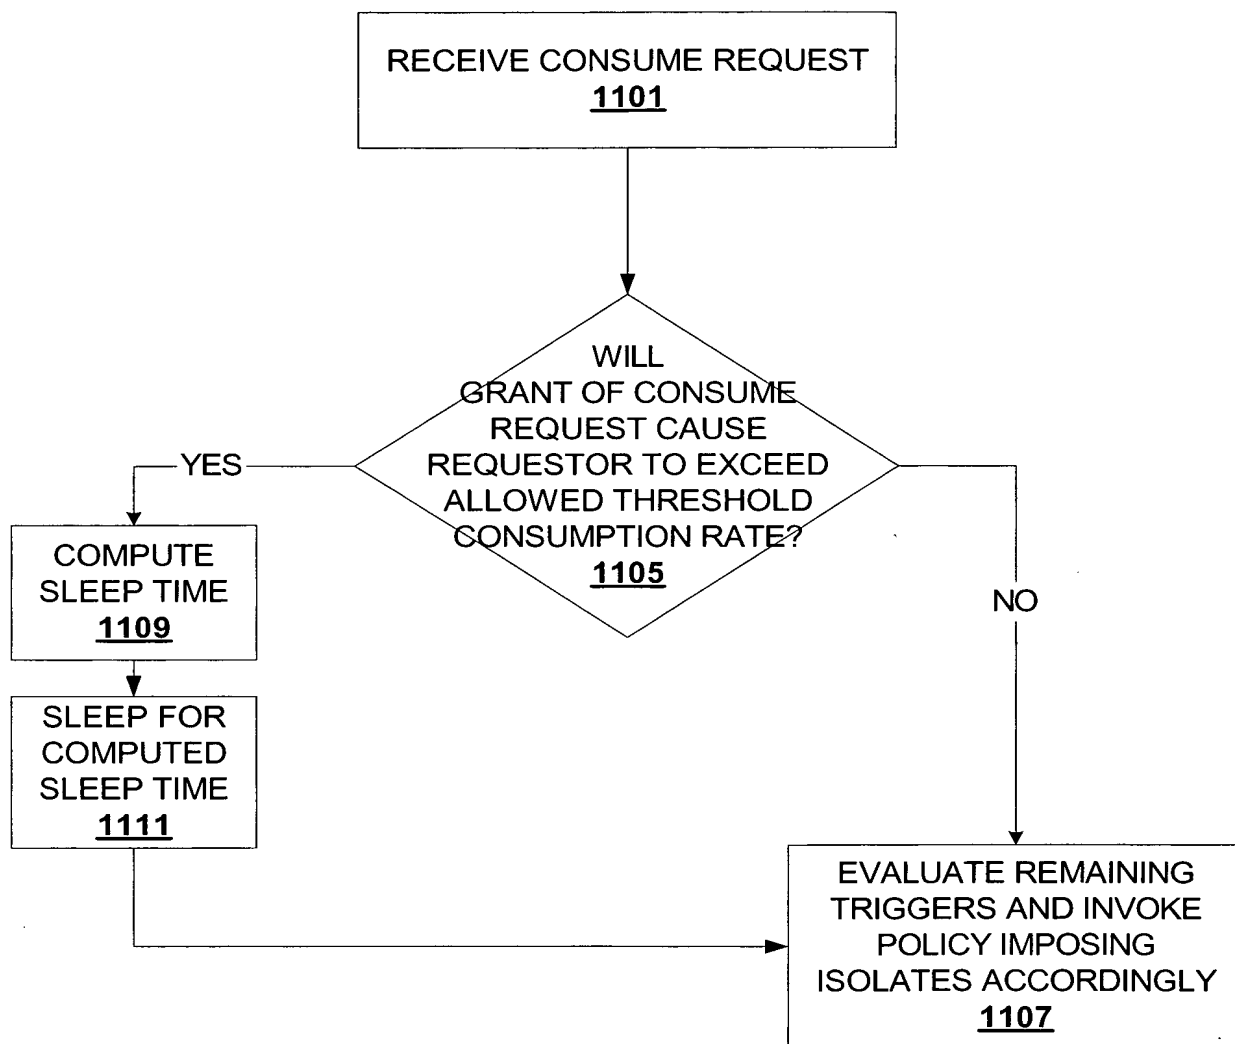 RECEIVE CONSUME REQUEST
1101
WILL
GRANT OF CONSUME
REQUEST CAUSE
REQUESTOR TO EXCEED
ALLOWED THRESHOLD
CONSUMPTION RATE?
1105
YES
COMPUTE
SLEEP TIME
1109
NO
SLEEP FOR
COMPUTED
SLEEP TIME
1111
EVALUATE REMAINING
TRIGGERS AND INVOKE
POLICY IMPOSING
ISOLATES ACCORDINGLY
1107